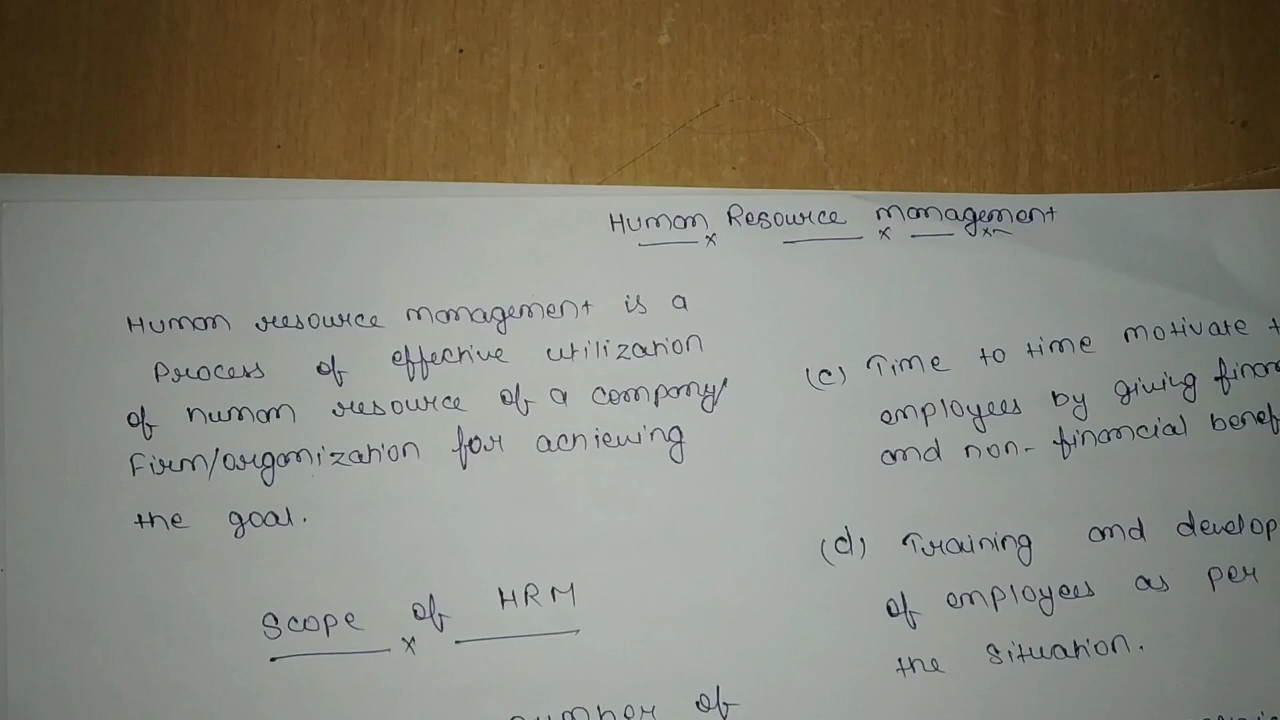 Human Resource management
Human resource management is a
Process of effective utilization
of human resource of a company/
Firm/organization for achieving
the goal.
Scope of HRM
number of
(c) Time to time motivate
employees by giving
and non-financial
(d) Training and
of employees as per
the situation.